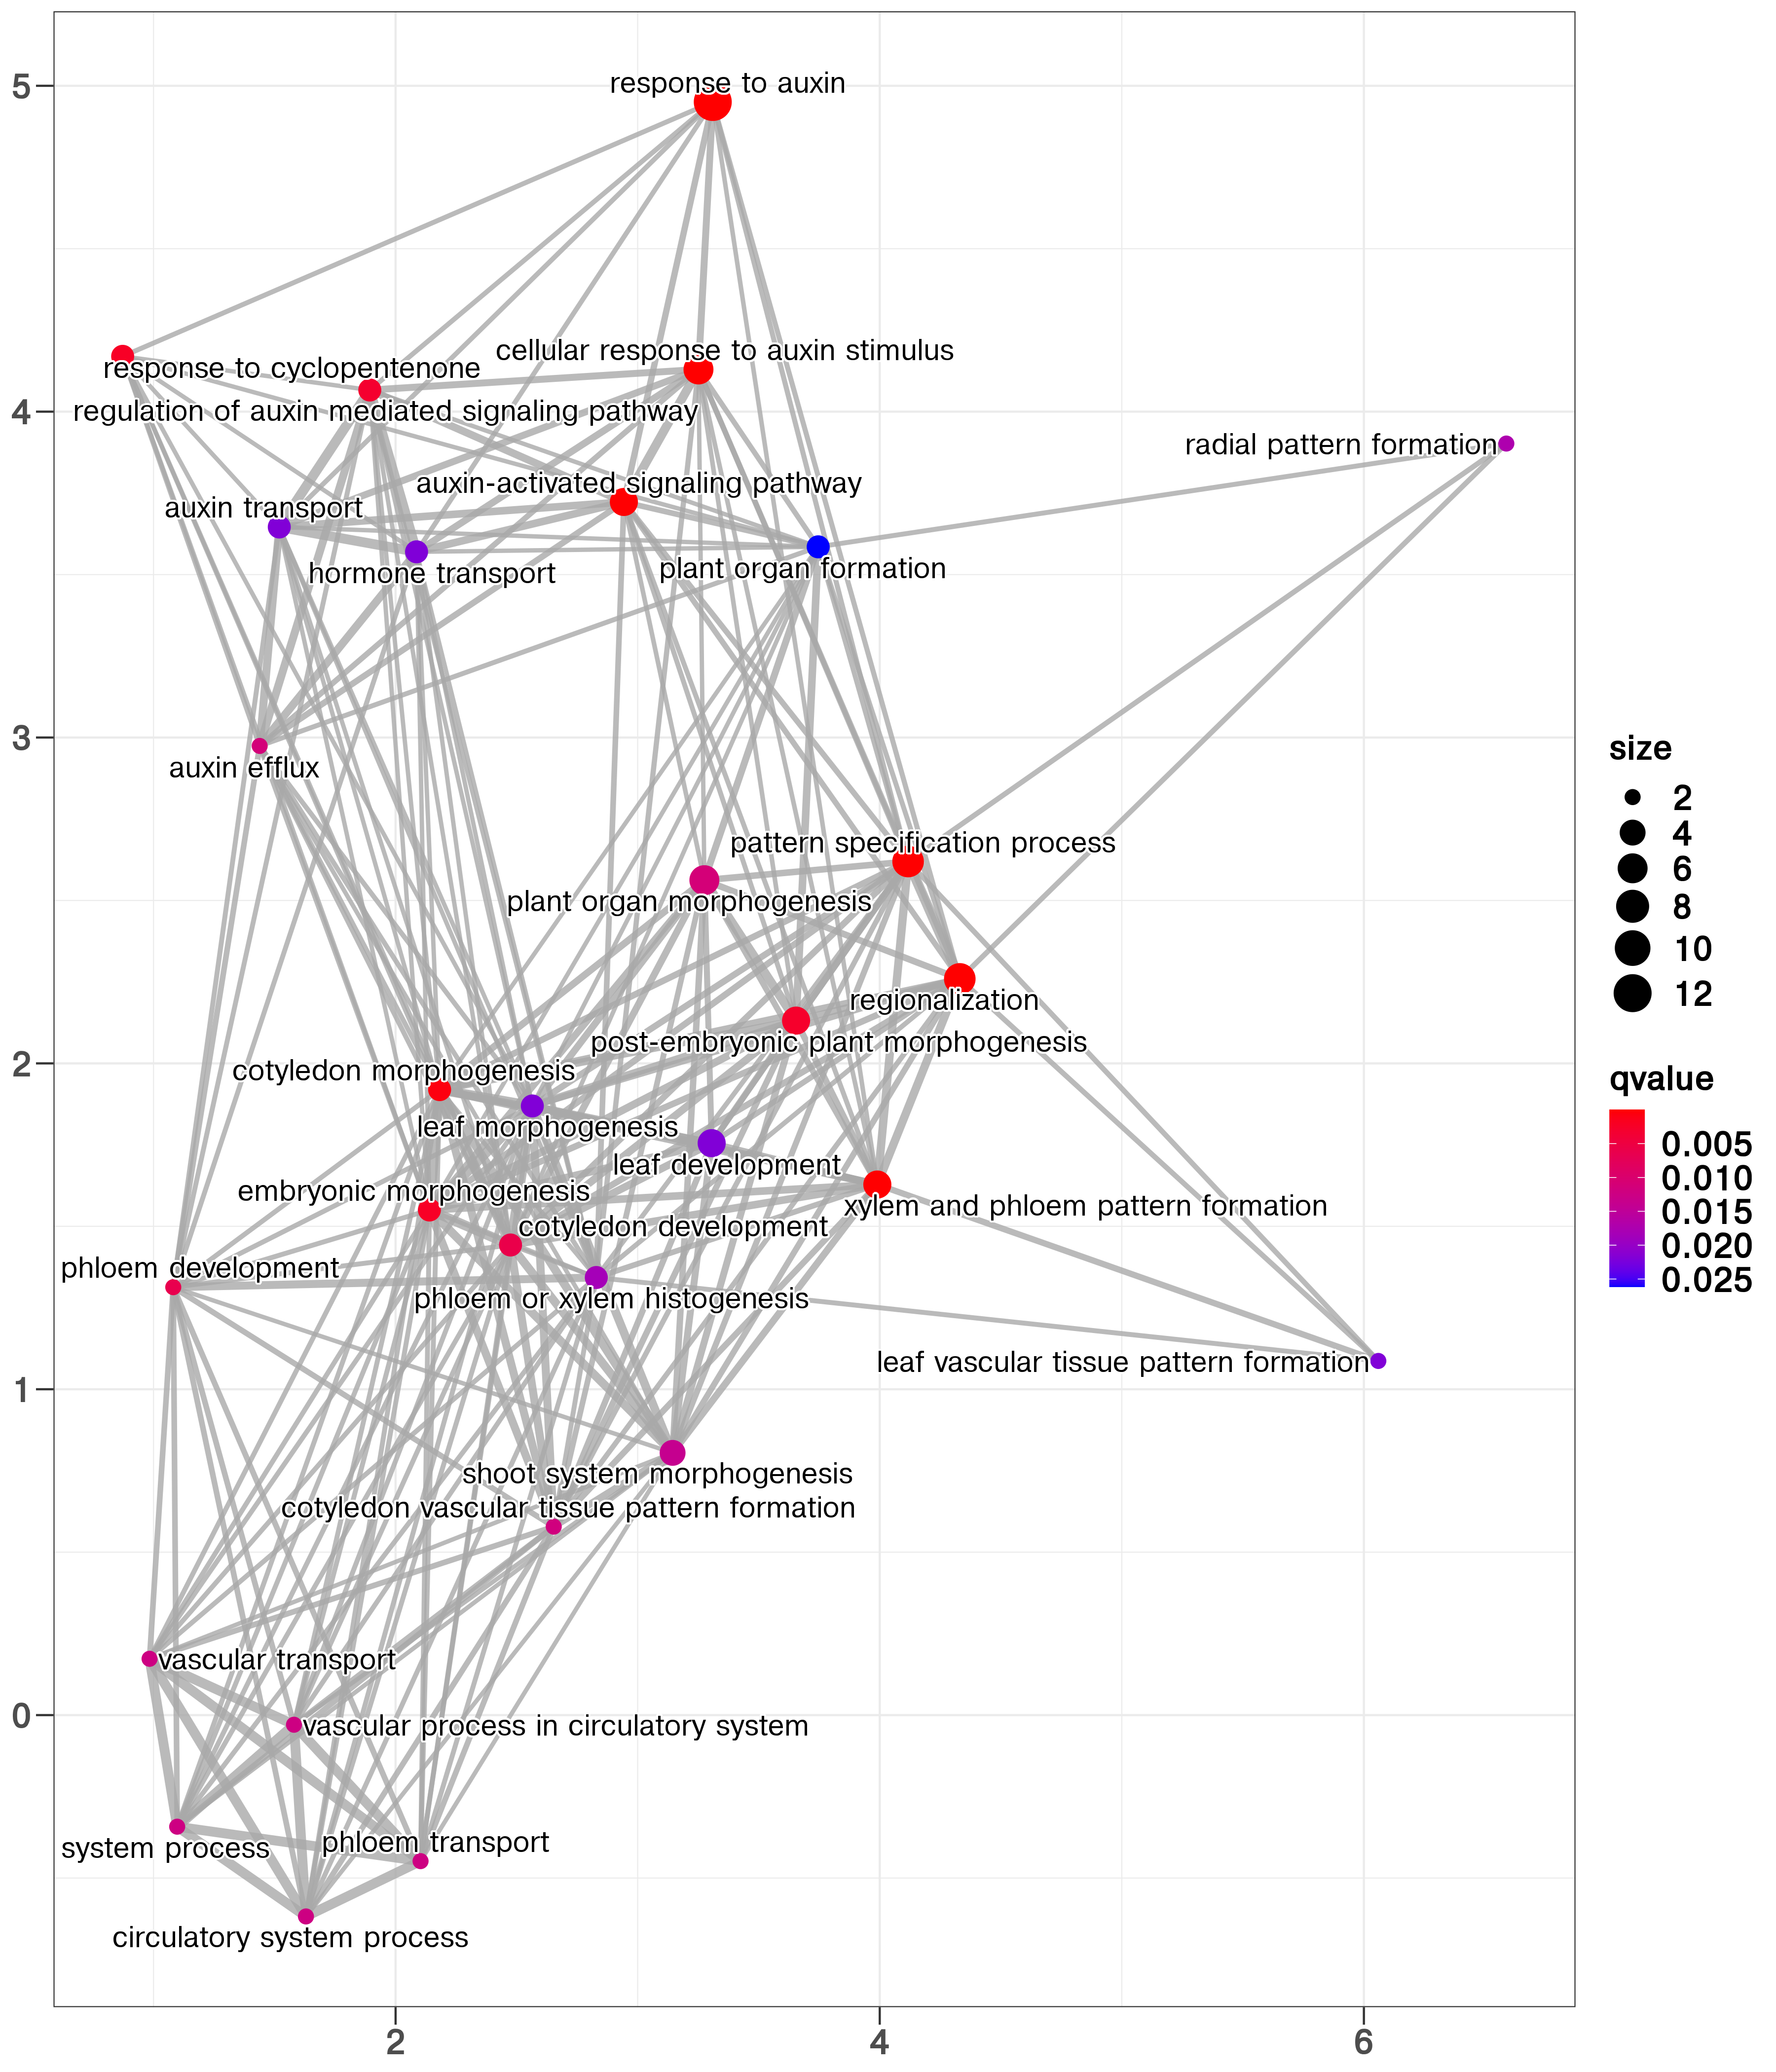 response to auxin
5
cellular response to auxin stimulus
response to cyclopentenone
regulation of auxin mediated signaling pathway
4
radial pattern formation
auxin-activated signaling pathway
auxin transport
hormone transport
plant organ formation
3
auxin efflux
pattern specification process
plant organ morphogenesis
regionalization
post-embryonic plant morphogenesis
2
cotyledon morphogenesis
leaf morphogenesis
leaf development
embryonic morphogenesis
xylem and phloem pattern formation
cotyledon development
phloem development
phloem or xylem histogenesis
leaf vascular tissue pattern formation
1
shoot system morphogenesis
cotyledon vascular tissue pattern formation
vascular transport
0
vascular process in circulatory system
phloem transport
system process
circulatory system process
2 4 6
size
2
4
6
8
10
12
qvalue
0.005
0.010
0.015
0.020
0.025